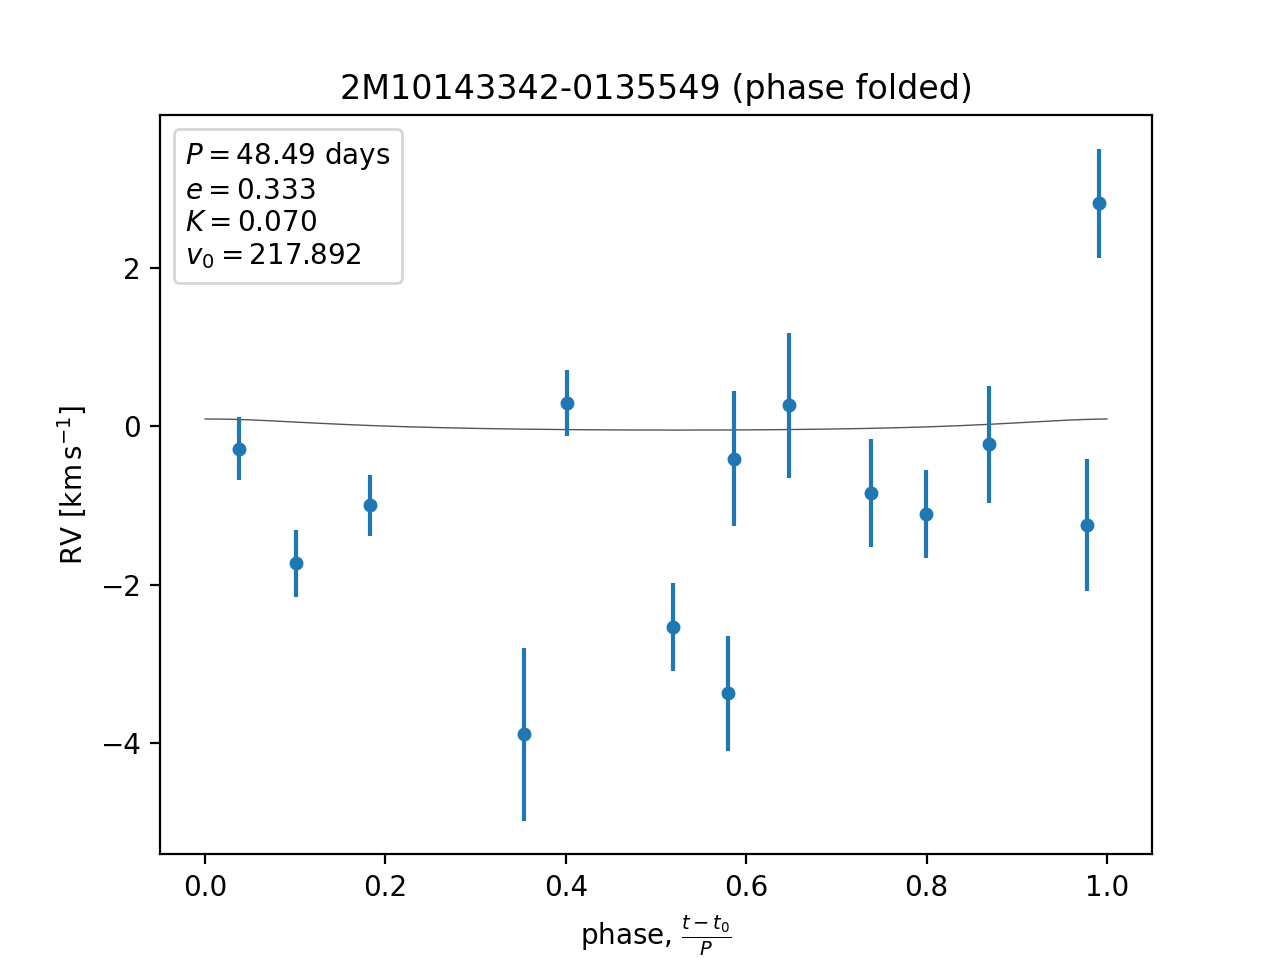 2M10143342-0135549 (phase folded)
P = 48.49 days
e = 0.333
K = 0.070
v₀ = 217.892
RV [km s⁻¹]
2
0
−2
−4
0.0 0.2 0.4 0.6 0.8 1.0
phase, (t − t₀)/P